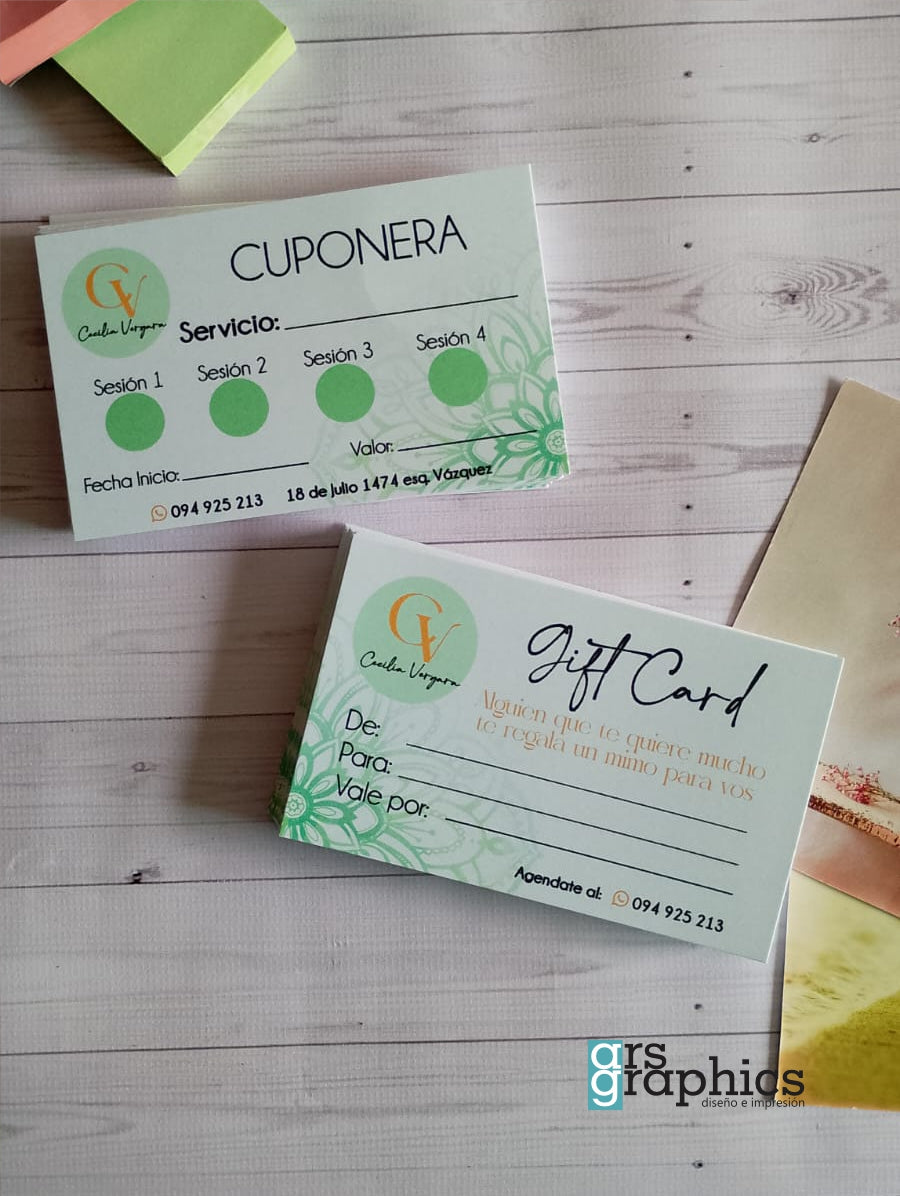 CUPONERA
CV
Cecilia Vergara
Servicio:
Sesión 1 Sesión 2 Sesión 3 Sesión 4
Fecha Inicio: Valor:
094 925 213 18 de Julio 1474 esq. Vázquez
CV
Cecilia Vergara
Gift Card
Alguien que te quiere mucho
te regala un mimo para vos
De:
Para:
Vale por:
Agendate al: 094 925 213
ars
graphics
diseño e impresión